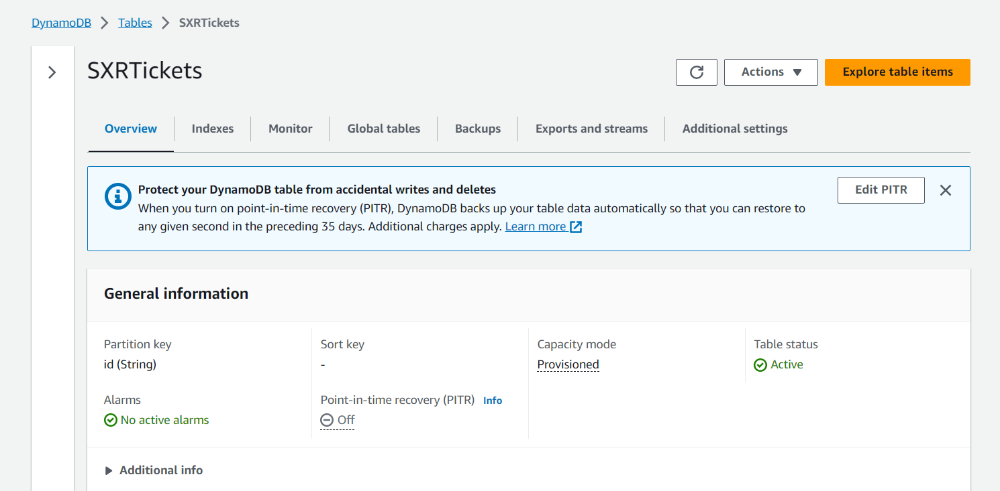 DynamoDB > Tables > SXRTickets
SXRTickets
Actions
Explore table items
Overview
Indexes
Monitor
Global tables
Backups
Exports and streams
Additional settings
Protect your DynamoDB table from accidental writes and deletes
When you turn on point-in-time recovery (PITR), DynamoDB backs up your table data automatically so that you can restore to
any given second in the preceding 35 days. Additional charges apply. Learn more
Edit PITR
General information
Partition key
id (String)
Sort key
-
Capacity mode
Provisioned
Table status
Active
Alarms
No active alarms
Point-in-time recovery (PITR) Info
Off
Additional info